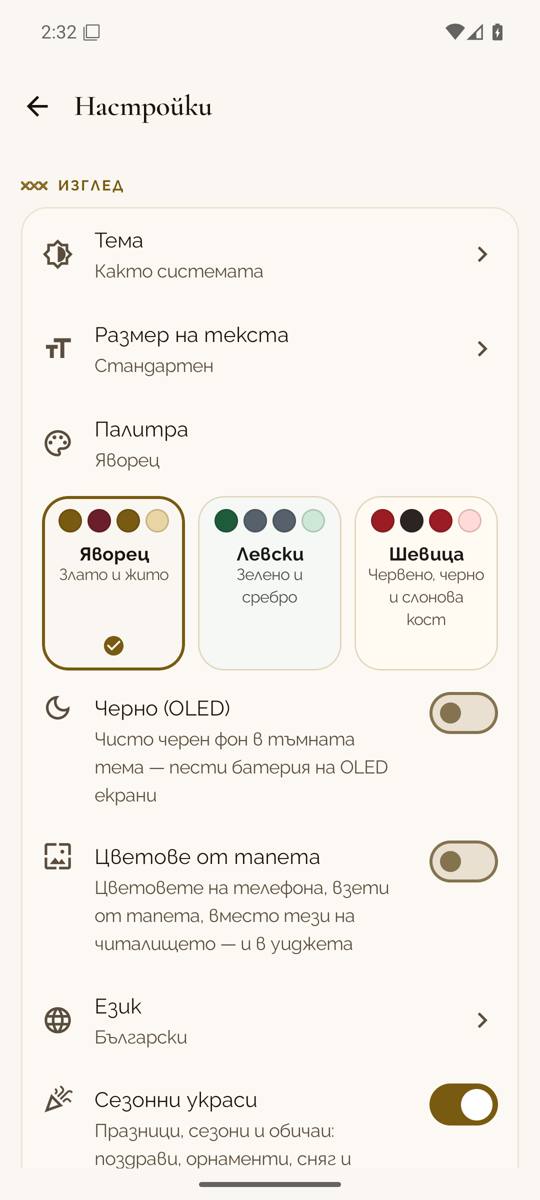 2:32
Настройки
ИЗГЛЕД
Тема
Както системата
Размер на текста
Стандартен
Палитра
Яворец
Яворец
Злато и жито
Левски
Зелено и
сребро
Шевица
Червено, черно
и слонова
кост
Черно (OLED)
Чисто черен фон в тъмната
тема — пести батерия на OLED
екрани
Цветове от тапета
Цветовете на телефона, взети
от тапета, вместо тези на
читалището — и в уиджета
Език
Български
Сезонни украси
Празници, сезони и обичаи:
поздрави, орнаменти, сняг и